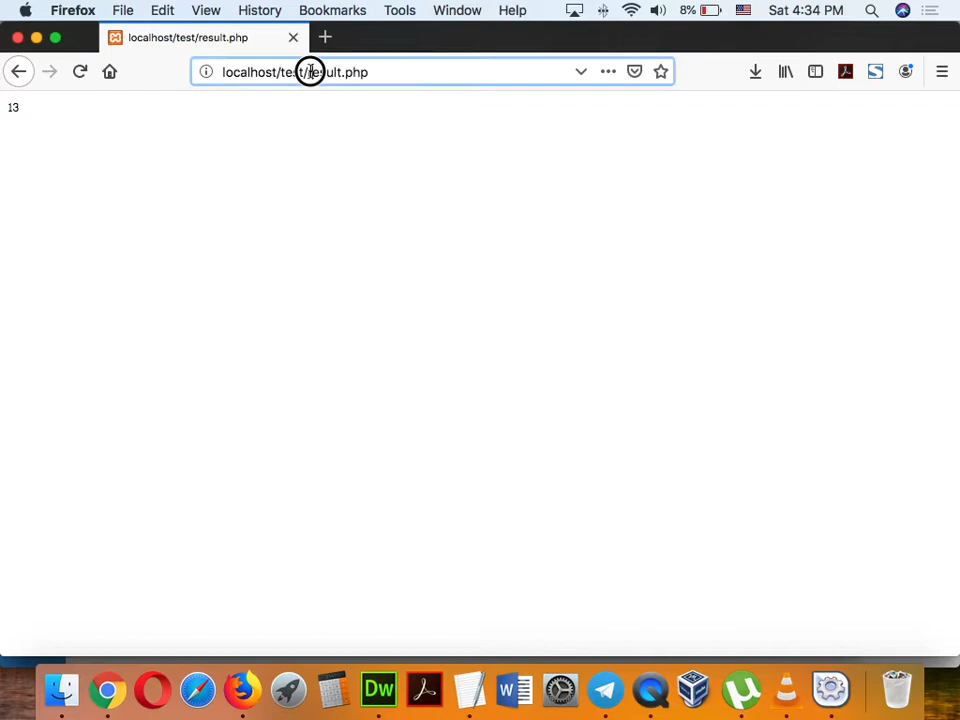 Firefox File Edit View History Bookmarks Tools Window Help 8% Sat 4:34 PM
localhost/test/result.php
localhost/test/result.php
13
Dw